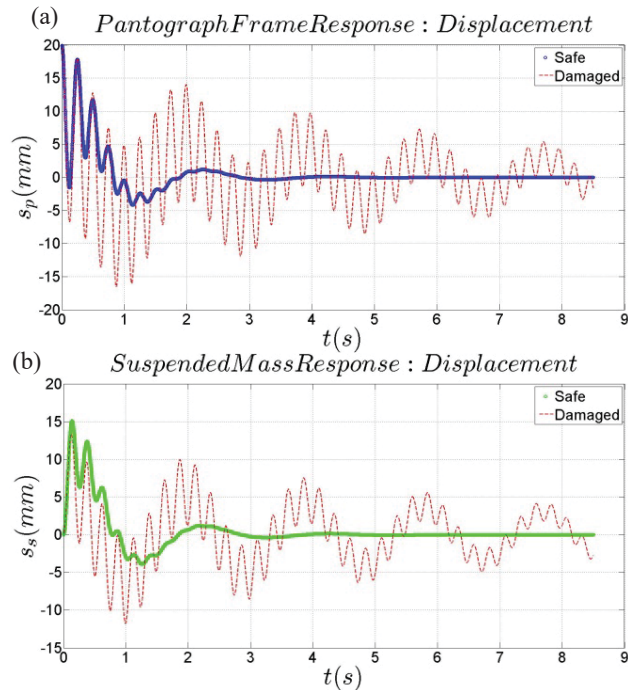 (a)
PantographFrameResponse : Displacement
Safe
Damaged
20
15
10
5
0
-5
-10
-15
-20
s_p(mm)
0 1 2 3 4 5 6 7 8 9
t(s)
(b)
SuspendedMassResponse : Displacement
Safe
Damaged
20
15
10
5
0
-5
-10
-15
s_s(mm)
0 1 2 3 4 5 6 7 8 9
t(s)